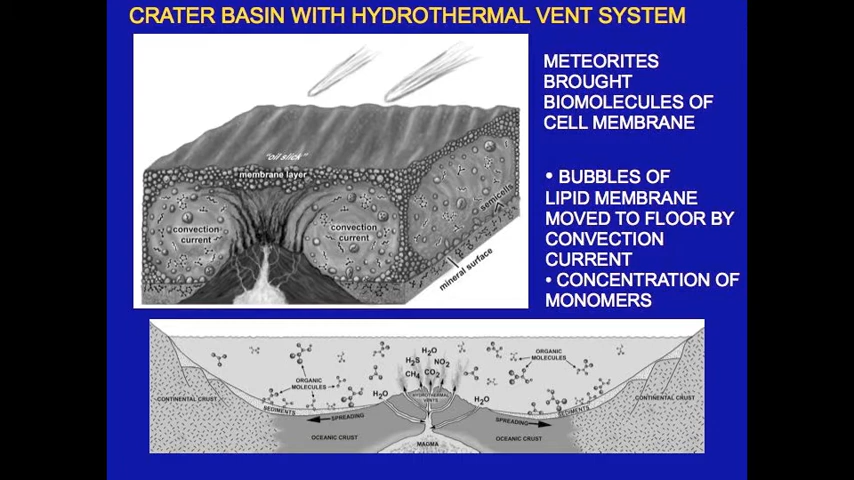 CRATER BASIN WITH HYDROTHERMAL VENT SYSTEM
METEORITES
BROUGHT
BIOMOLECULES OF
CELL MEMBRANE
• BUBBLES OF
LIPID MEMBRANE
MOVED TO FLOOR BY
CONVECTION
CURRENT
• CONCENTRATION OF
MONOMERS
"oil slick"
membrane layer
convection
current
convection
current
semicells
mineral surface
H₂O
H₂S
NO₂
CH₄
CO₂
ORGANIC
MOLECULES
ORGANIC
MOLECULES
H₂O
HYDROTHERMAL
VENTS
H₂O
CONTINENTAL CRUST
CONTINENTAL CRUST
SEDIMENTS
SEDIMENTS
SPREADING
SPREADING
OCEANIC CRUST
OCEANIC CRUST
MAGMA